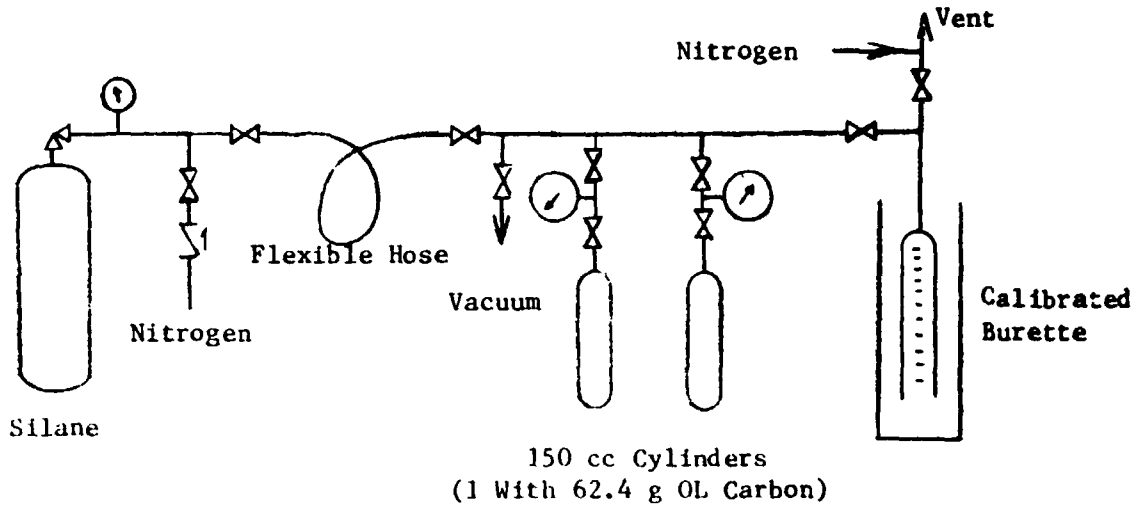 Vent
Nitrogen
Flexible Hose
Vacuum
Nitrogen
Calibrated
Burette
Silane
150 cc Cylinders
(1 With 62.4 g OL Carbon)